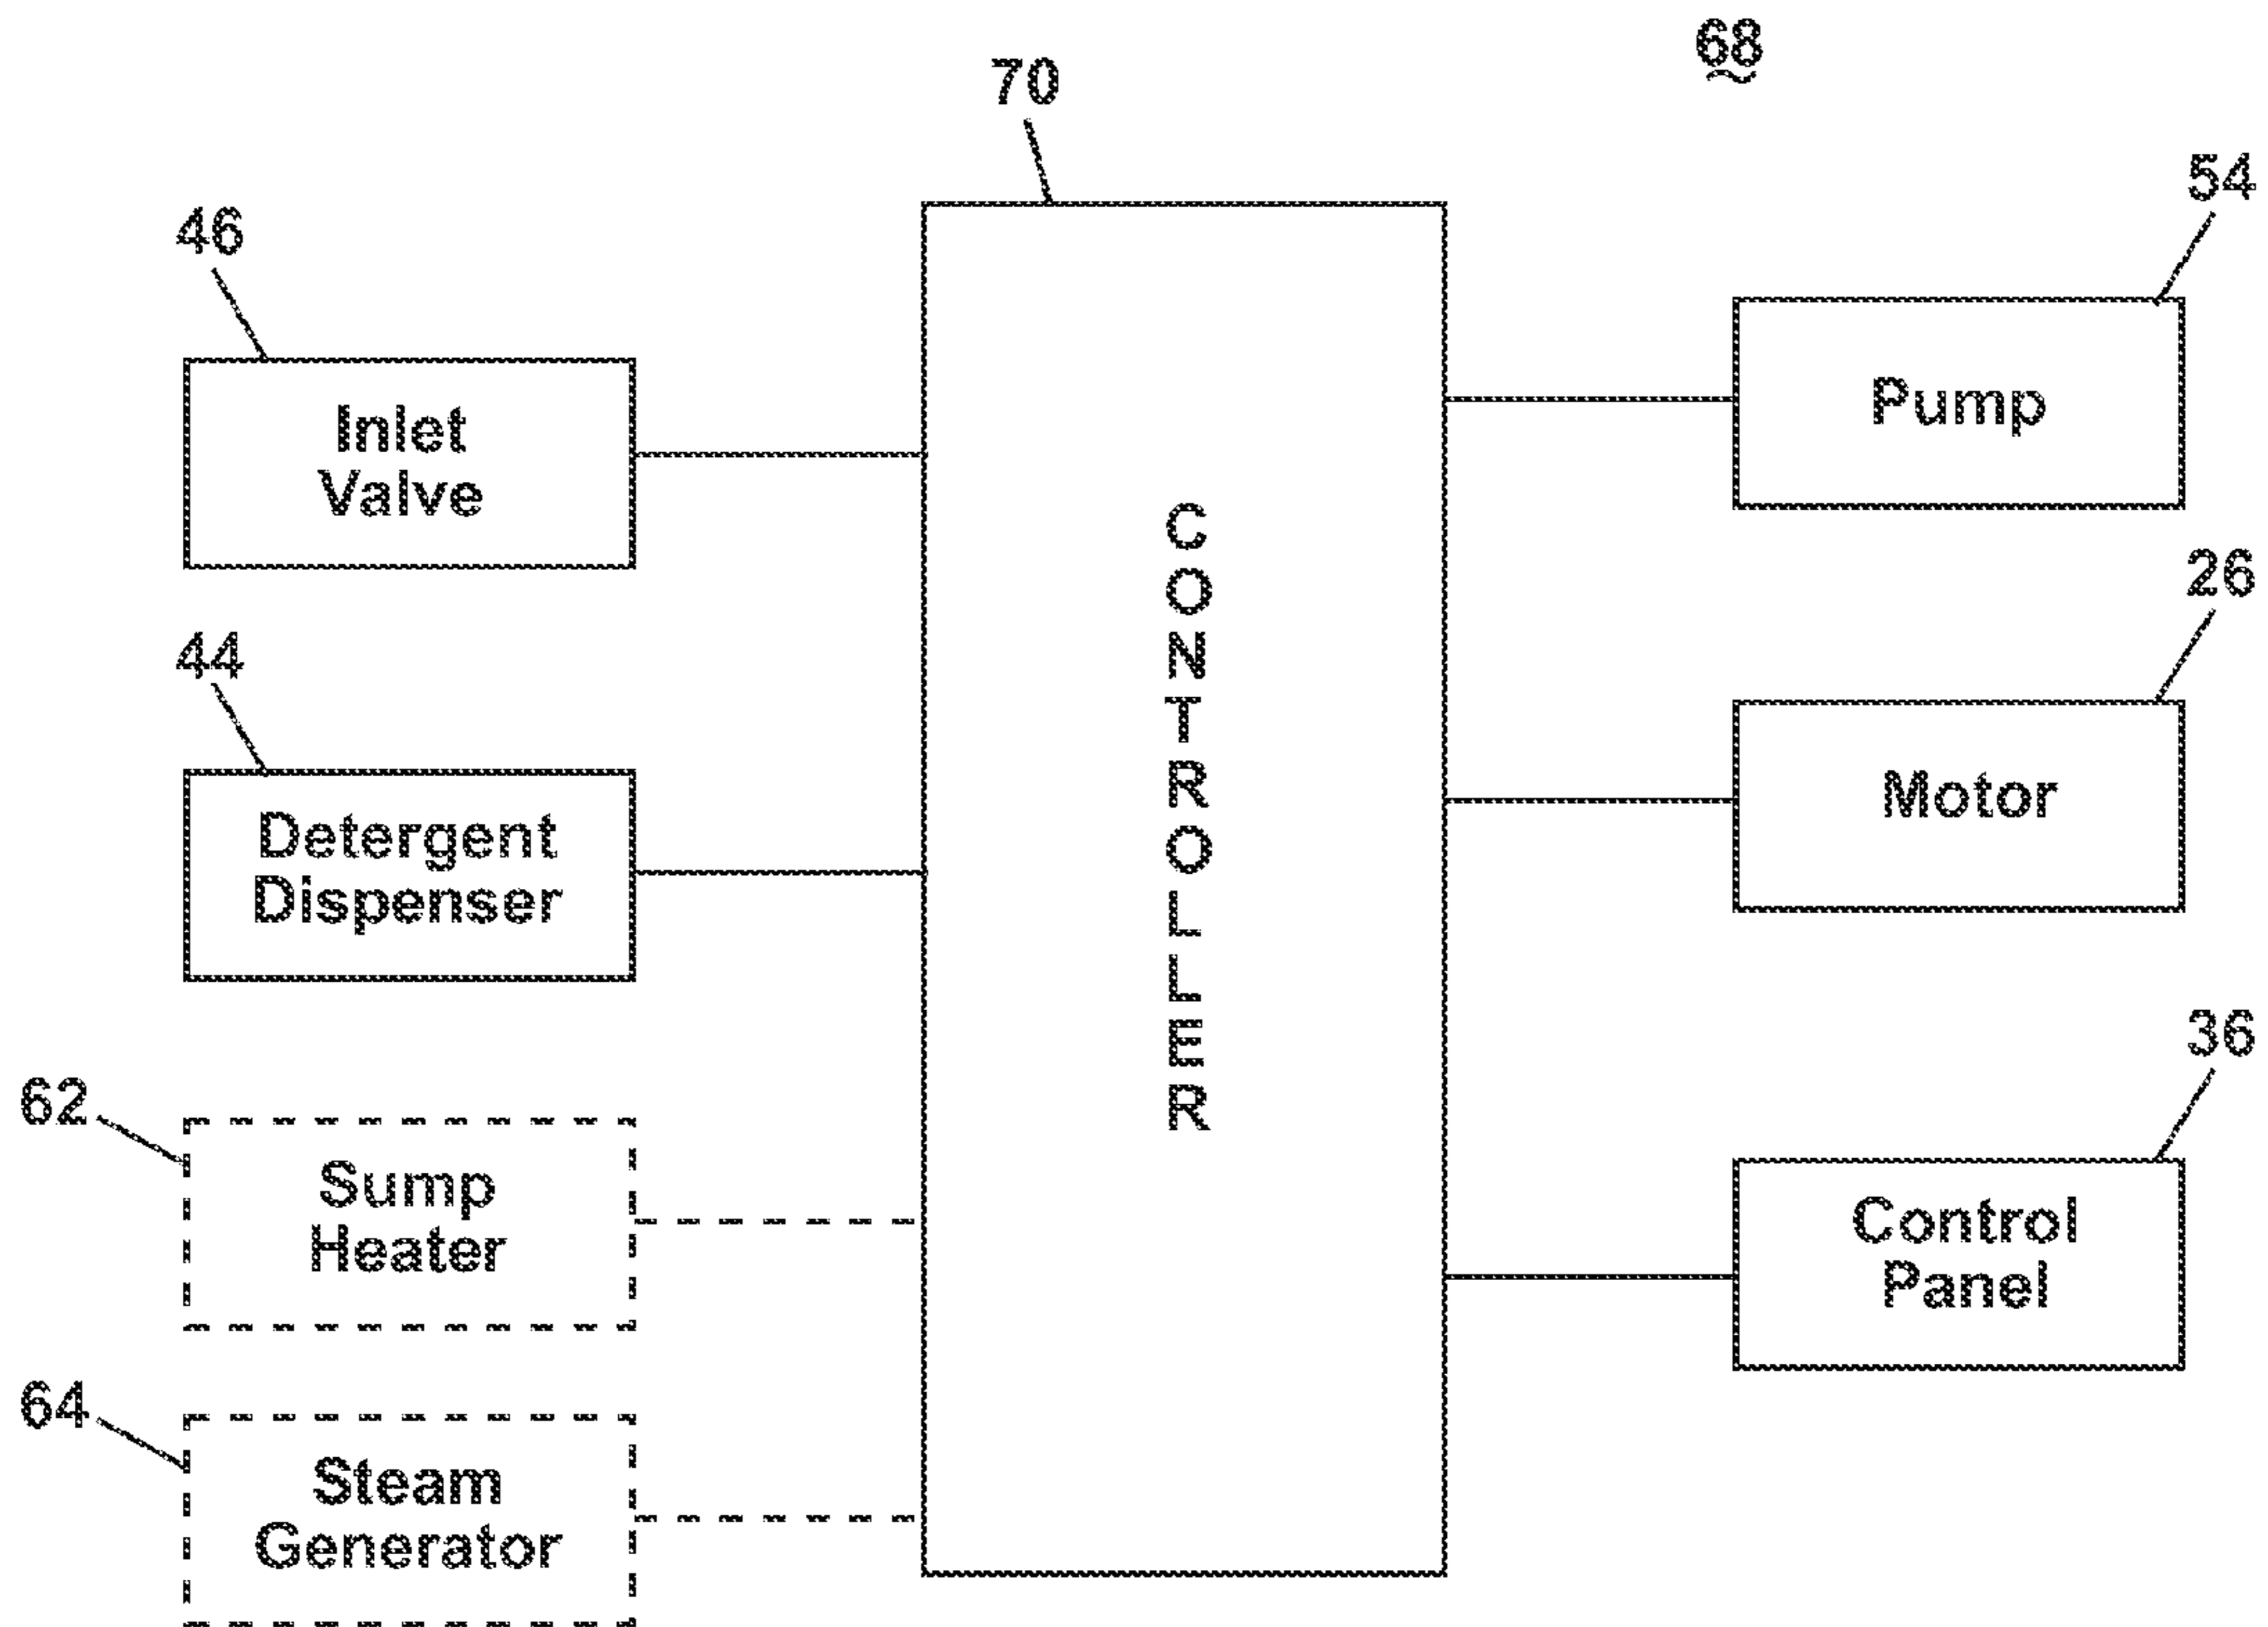 68
70
54
46
Inlet
Valve
Pump
26
44
Detergent
Dispenser
Motor
CONTROLLER
36
62
Sump
Heater
Control
Panel
64
Steam
Generator